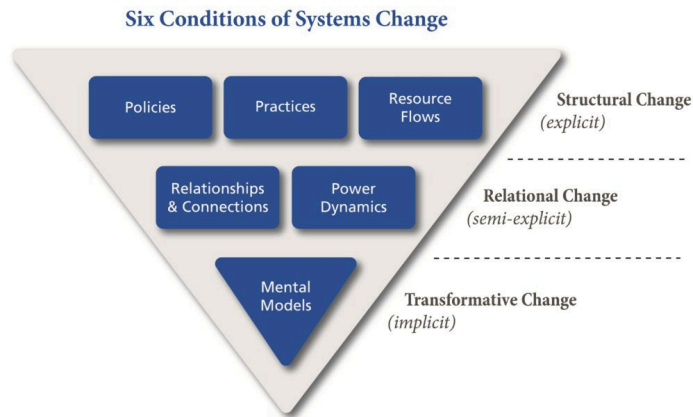 Six Conditions of Systems Change
Policies
Practices
Resource
Flows
Structural Change
(explicit)
Relationships
& Connections
Power
Dynamics
Relational Change
(semi-explicit)
Mental
Models
Transformative Change
(implicit)